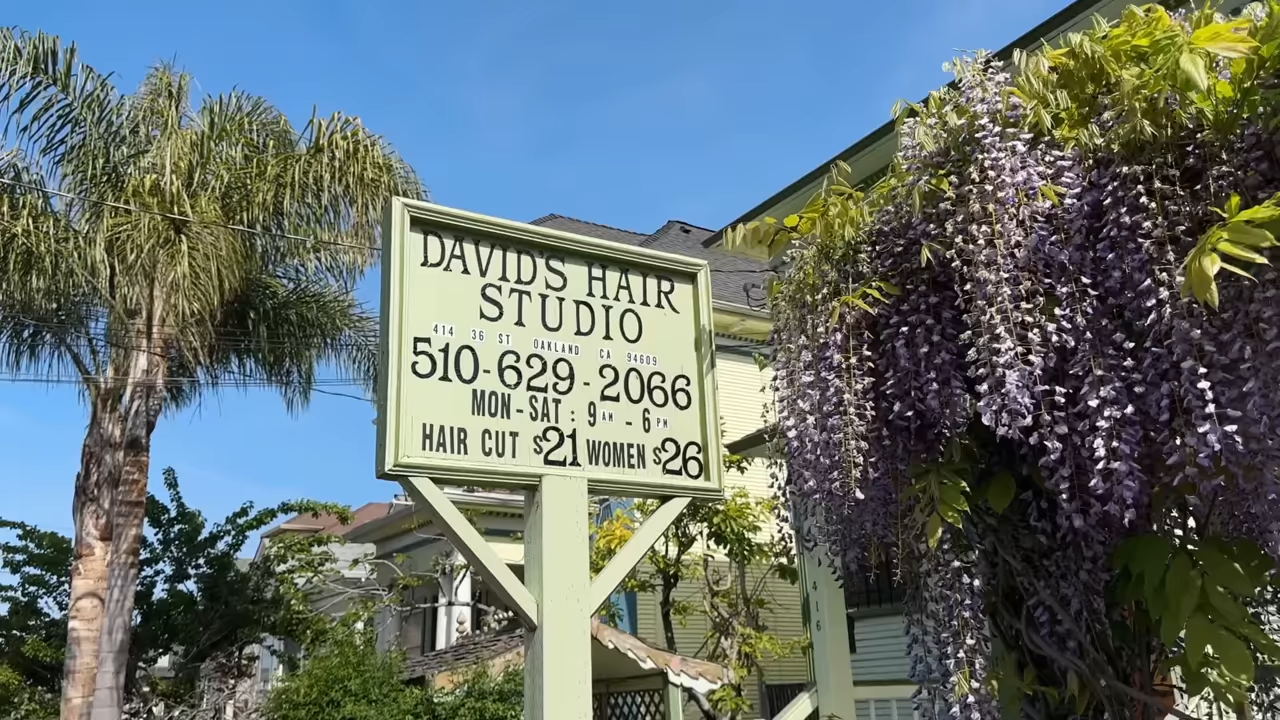 DAVID'S HAIR
STUDIO
414 36 ST OAKLAND CA 94609
510-629-2066
MON-SAT: 9AM - 6PM
HAIR CUT $21 WOMEN $26
416